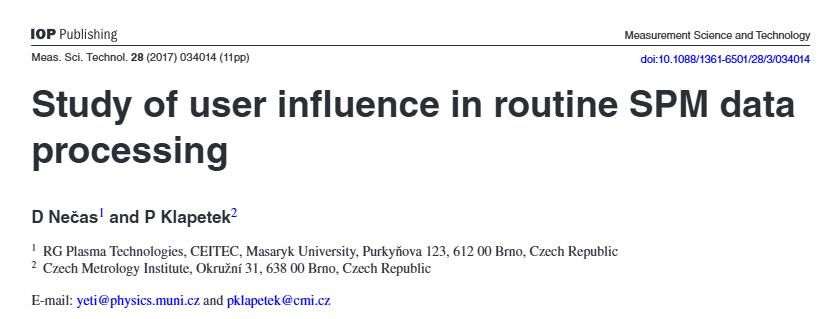 IOP Publishing
Measurement Science and Technology
Meas. Sci. Technol. 28 (2017) 034014 (11pp)
doi:10.1088/1361-6501/28/3/034014
Study of user influence in routine SPM data
processing
D Nečas1 and P Klapetek2
1 RG Plasma Technologies, CEITEC, Masaryk University, Purkyňova 123, 612 00 Brno, Czech Republic
2 Czech Metrology Institute, Okružní 31, 638 00 Brno, Czech Republic
E-mail: yeti@physics.muni.cz and pklapetek@cmi.cz